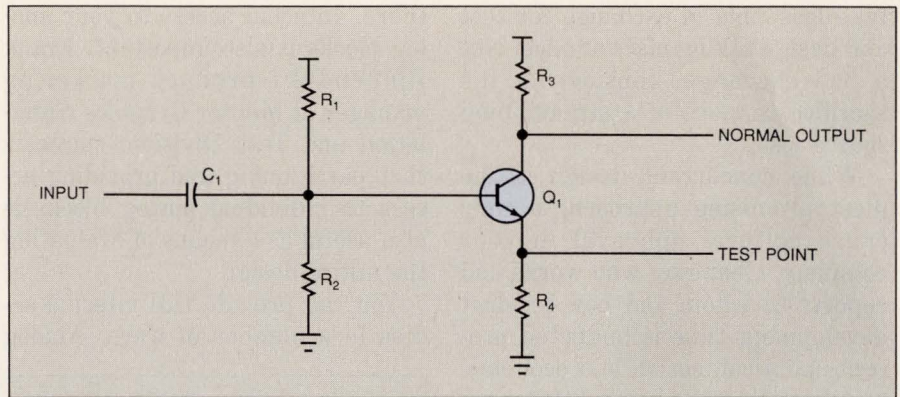 R1
R3
NORMAL OUTPUT
C1
INPUT
Q1
TEST POINT
R2
R4